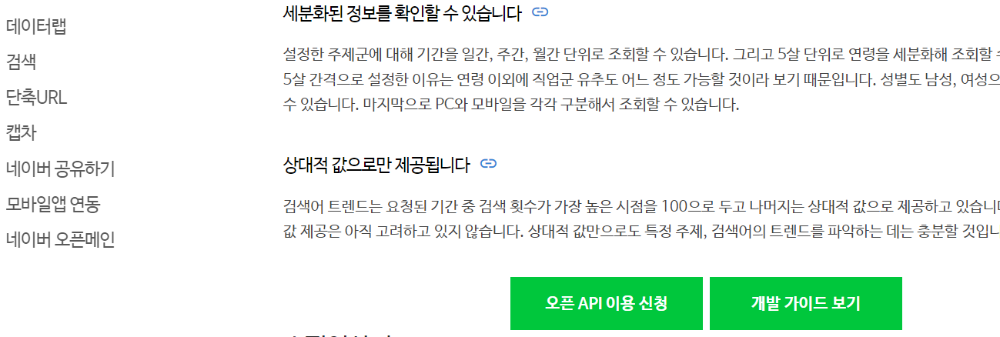 데이터랩
검색
단축URL
캡차
네이버 공유하기
모바일앱 연동
네이버 오픈메인
세분화된 정보를 확인할 수 있습니다
설정한 주제군에 대해 기간을 일간, 주간, 월간 단위로 조회할 수 있습니다. 그리고 5살 단위로 연령을 세분화해 조회할
5살 간격으로 설정한 이유는 연령 이외에 직업군 유추도 어느 정도 가능할 것이라 보기 때문입니다. 성별도 남성, 여성으
수 있습니다. 마지막으로 PC와 모바일을 각각 구분해서 조회할 수 있습니다.
상대적 값으로만 제공됩니다
검색어 트렌드는 요청된 기간 중 검색 횟수가 가장 높은 시점을 100으로 두고 나머지는 상대적 값으로 제공하고
값 제공은 아직 고려하고 있지 않습니다. 상대적 값만으로도 특정 주제, 검색어의 트렌드를 파악하는 데는
오픈 API 이용 신청
개발 가이드 보기